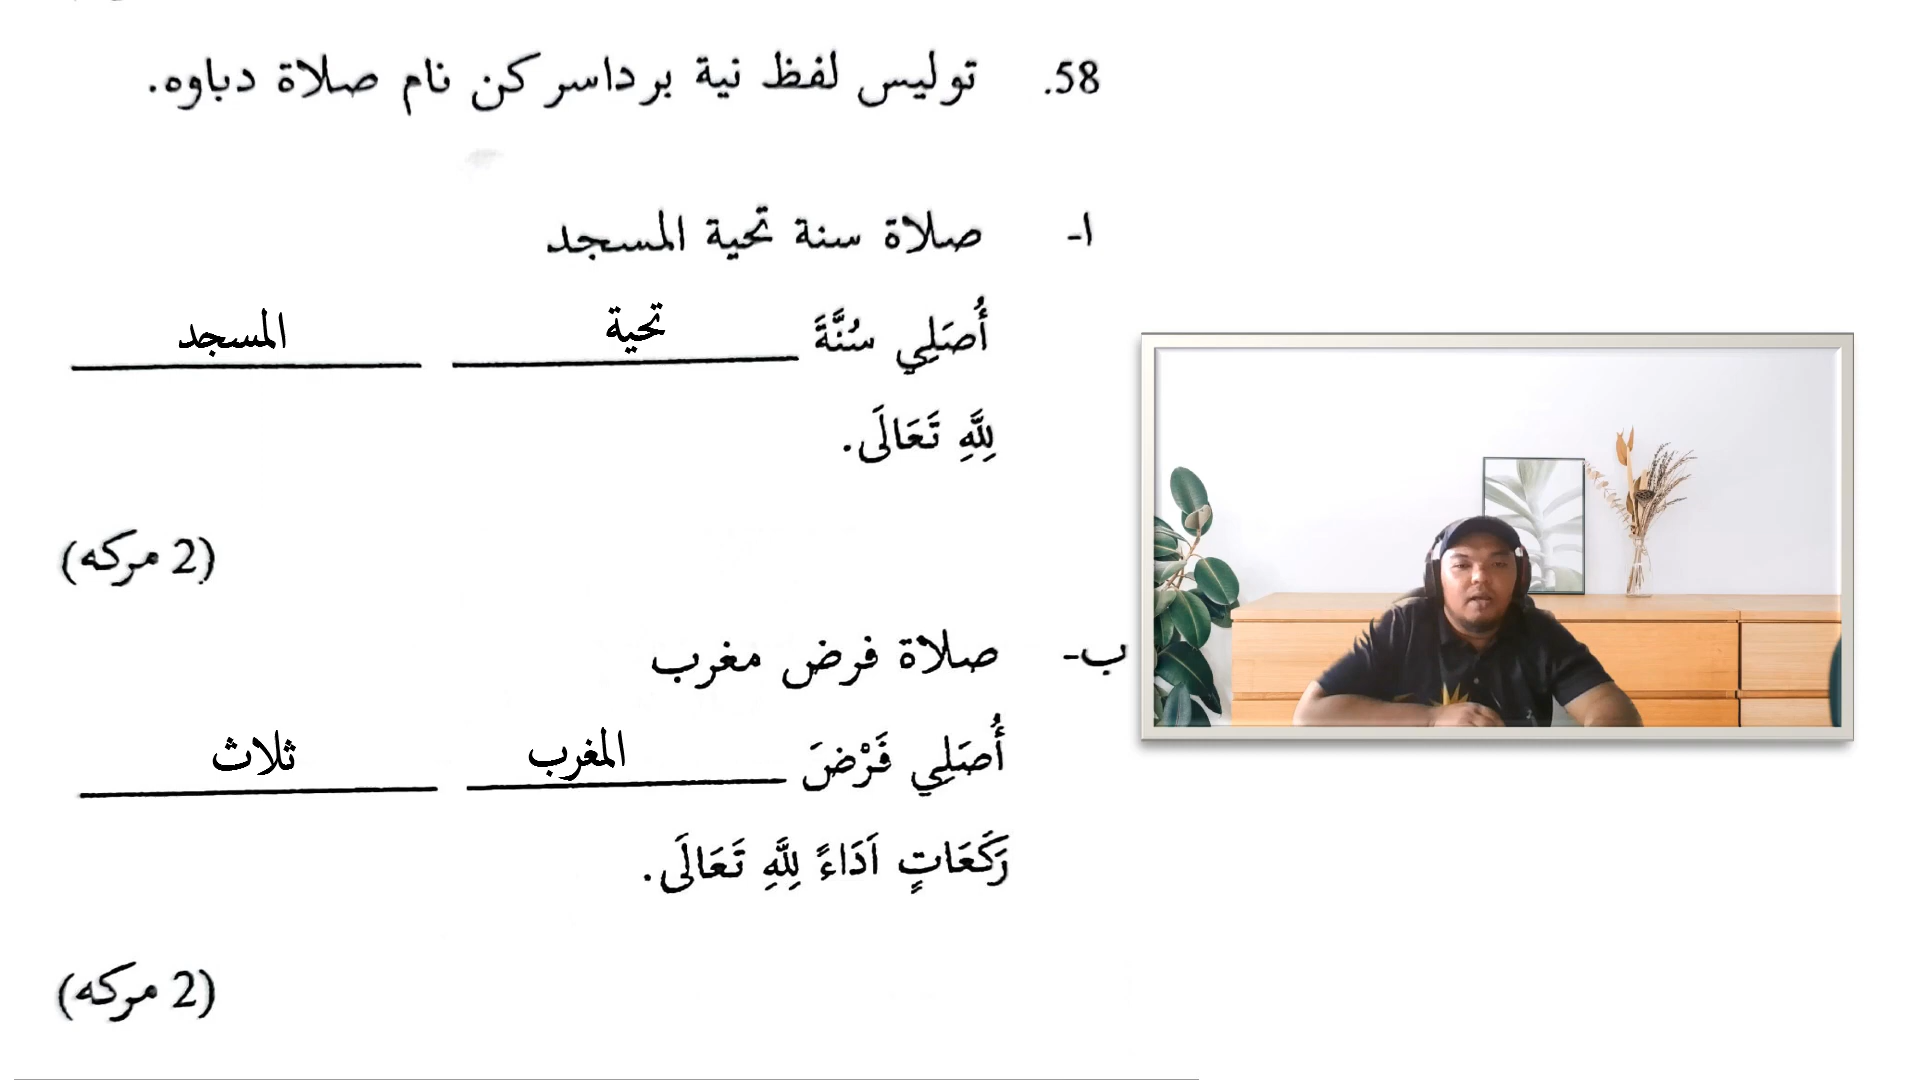 58. توليس لفظ نية برداسركن نام صلاة دباوه.
ا- صلاة سنة تحية المسجد
أُصَلِي سُنَّةَ تحية المسجد
لِلَّهِ تَعَالَى.
(2 مركه)
ب- صلاة فرض مغرب
أُصَلِي فَرْضَ المغرب ثلاث
رَكَعَاتٍ اَدَاءً لِلَّهِ تَعَالَى.
(2 مركه)